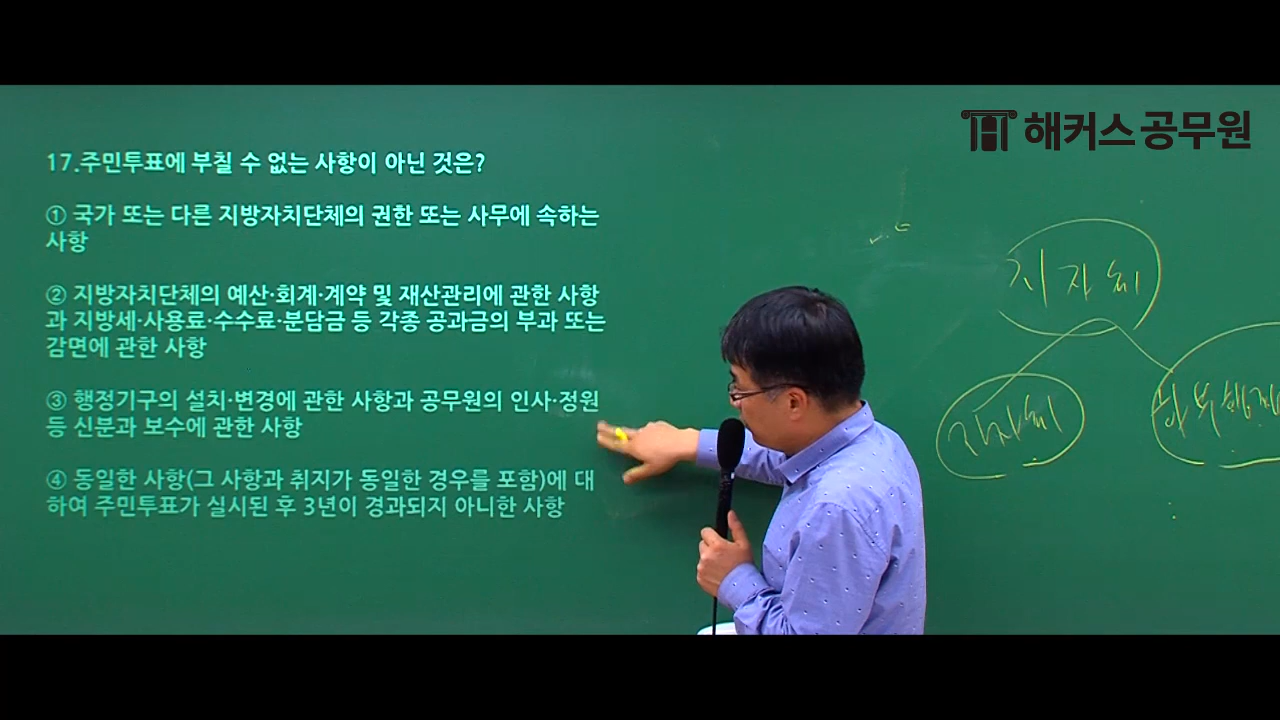 해커스공무원
17.주민투표에 부칠 수 없는 사항이 아닌 것은?
① 국가 또는 다른 지방자치단체의 권한 또는 사무에 속하는
사항
② 지방자치단체의 예산·회계·계약 및 재산관리에 관한 사항
과 지방세·사용료·수수료·분담금 등 각종 공과금의 부과 또는
감면에 관한 사항
③ 행정기구의 설치·변경에 관한 사항과 공무원의 인사·정원
등 신분과 보수에 관한 사항
④ 동일한 사항(그 사항과 취지가 동일한 경우를 포함)에 대
하여 주민투표가 실시된 후 3년이 경과되지 아니한 사항
지자체